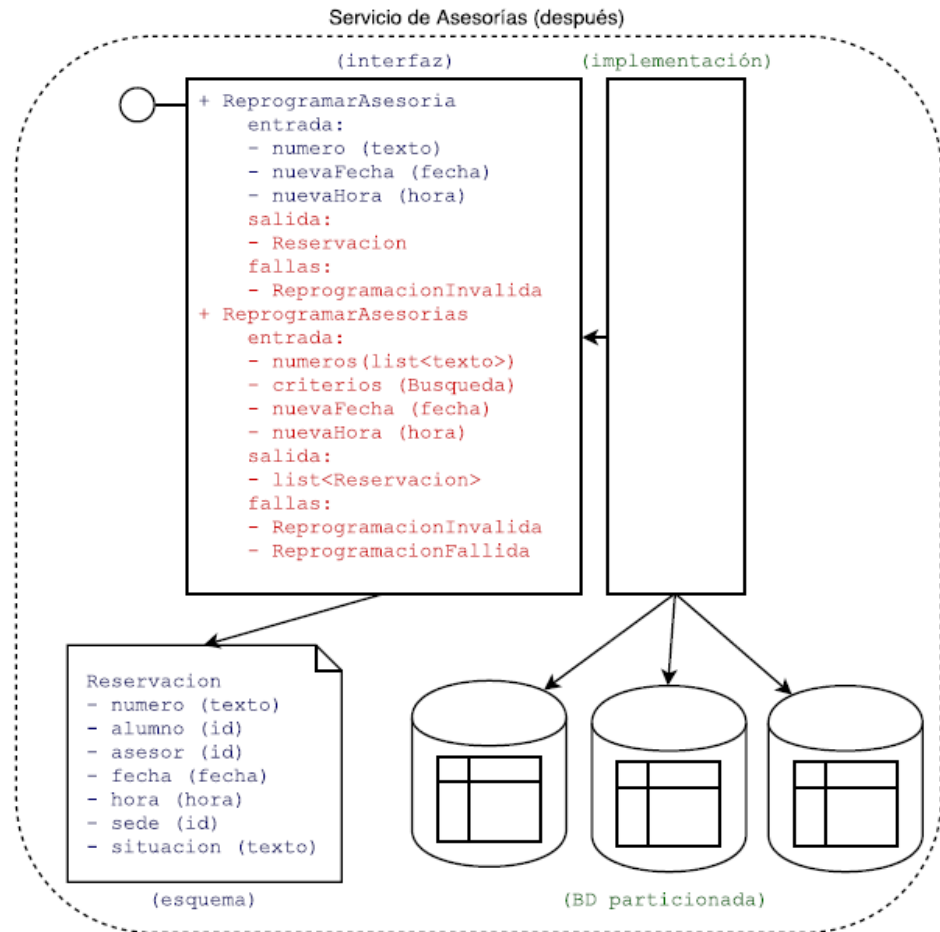 Servicio de Asesorías (después)
(interfaz)
(implementación)
+ ReprogramarAsesoria
entrada:
- numero (texto)
- nuevaFecha (fecha)
- nuevaHora (hora)
salida:
- Reservacion
fallas:
- ReprogramacionInvalida
+ ReprogramarAsesorias
entrada:
- numeros(list<texto>)
- criterios (Busqueda)
- nuevaFecha (fecha)
- nuevaHora (hora)
salida:
- list<Reservacion>
fallas:
- ReprogramacionInvalida
- ReprogramacionFallida
Reservacion
- numero (texto)
- alumno (id)
- asesor (id)
- fecha (fecha)
- hora (hora)
- sede (id)
- situacion (texto)
(esquema)
(BD particionada)